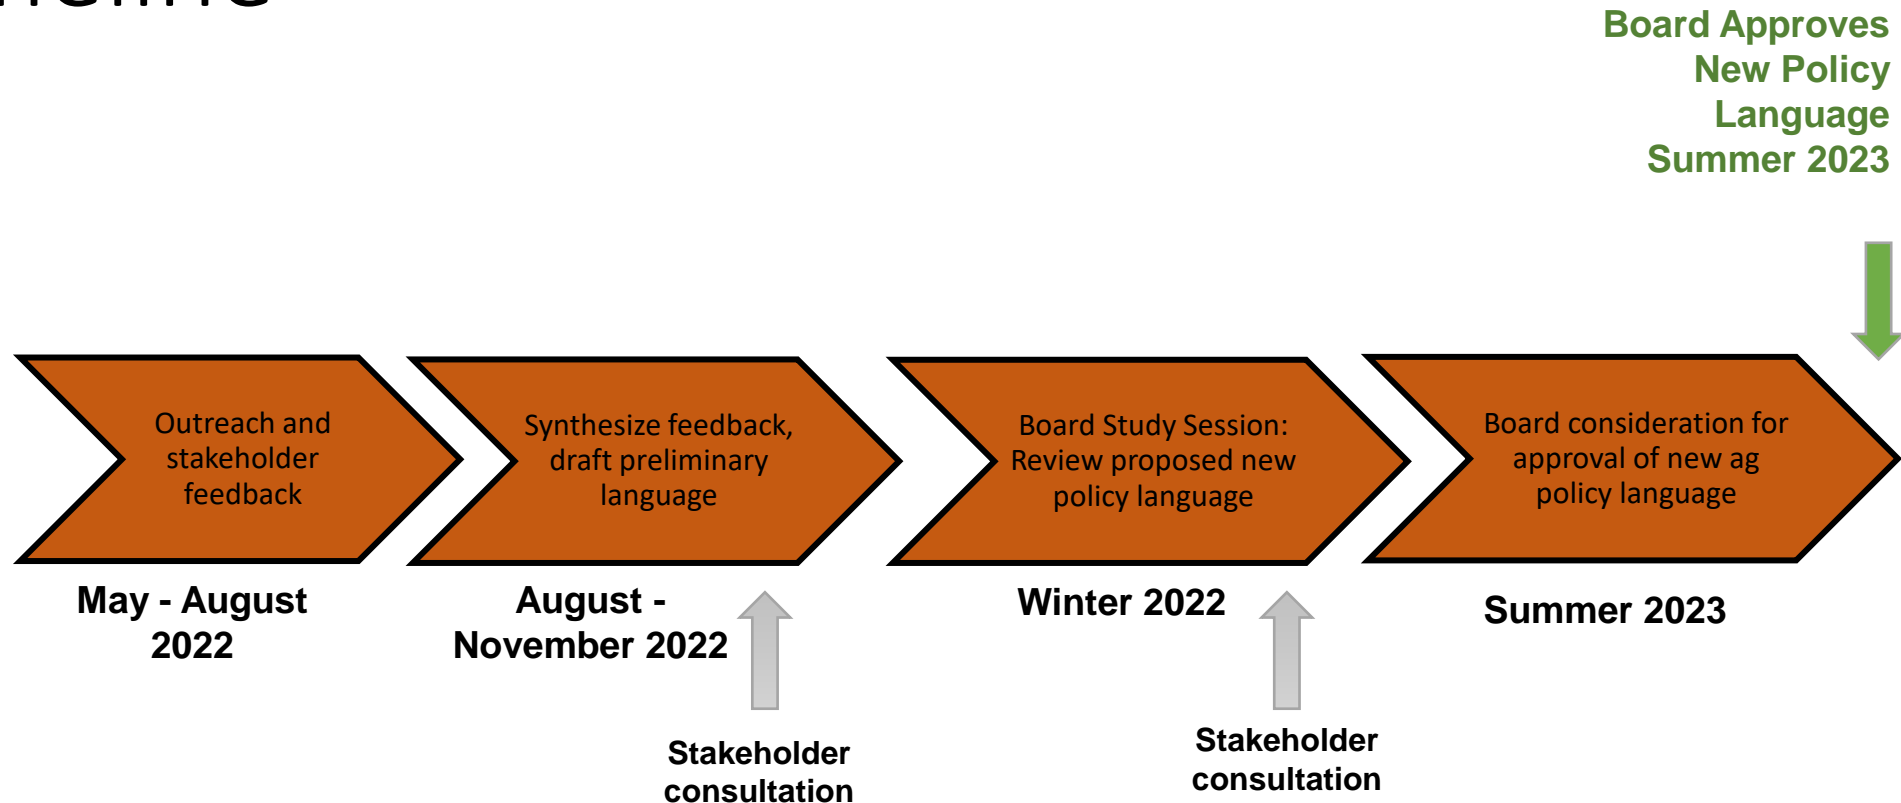 Board Approves
New Policy
Language
Summer 2023
Outreach and
stakeholder
feedback
Synthesize feedback,
draft preliminary
language
Board Study Session:
Review proposed new
policy language
Board consideration for
approval of new ag
policy language
May - August
2022
August -
November 2022
Winter 2022
Summer 2023
Stakeholder
consultation
Stakeholder
consultation